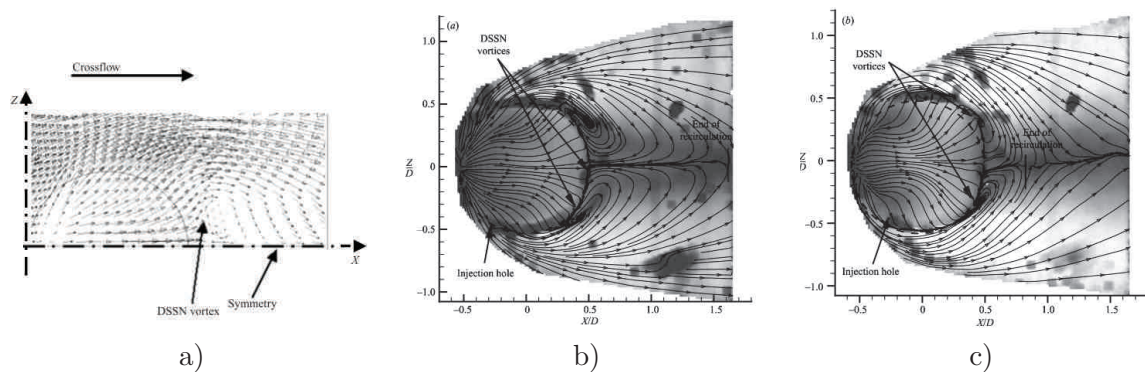 Crossflow
Z
X
Symmetry
DSSN vortex
a)
(a)
DSSN
vortices
1.0
0.5
Z/D
0
-0.5
-1.0
End of
recirculation
Injection hole
-0.5 0 0.5 1.0 1.5
X/D
b)
(b)
DSSN
vortices
1.0
0.5
Z/D
0
-0.5
-1.0
End of
recirculation
Injection hole
-0.5 0 0.5 1.0 1.5
X/D
c)